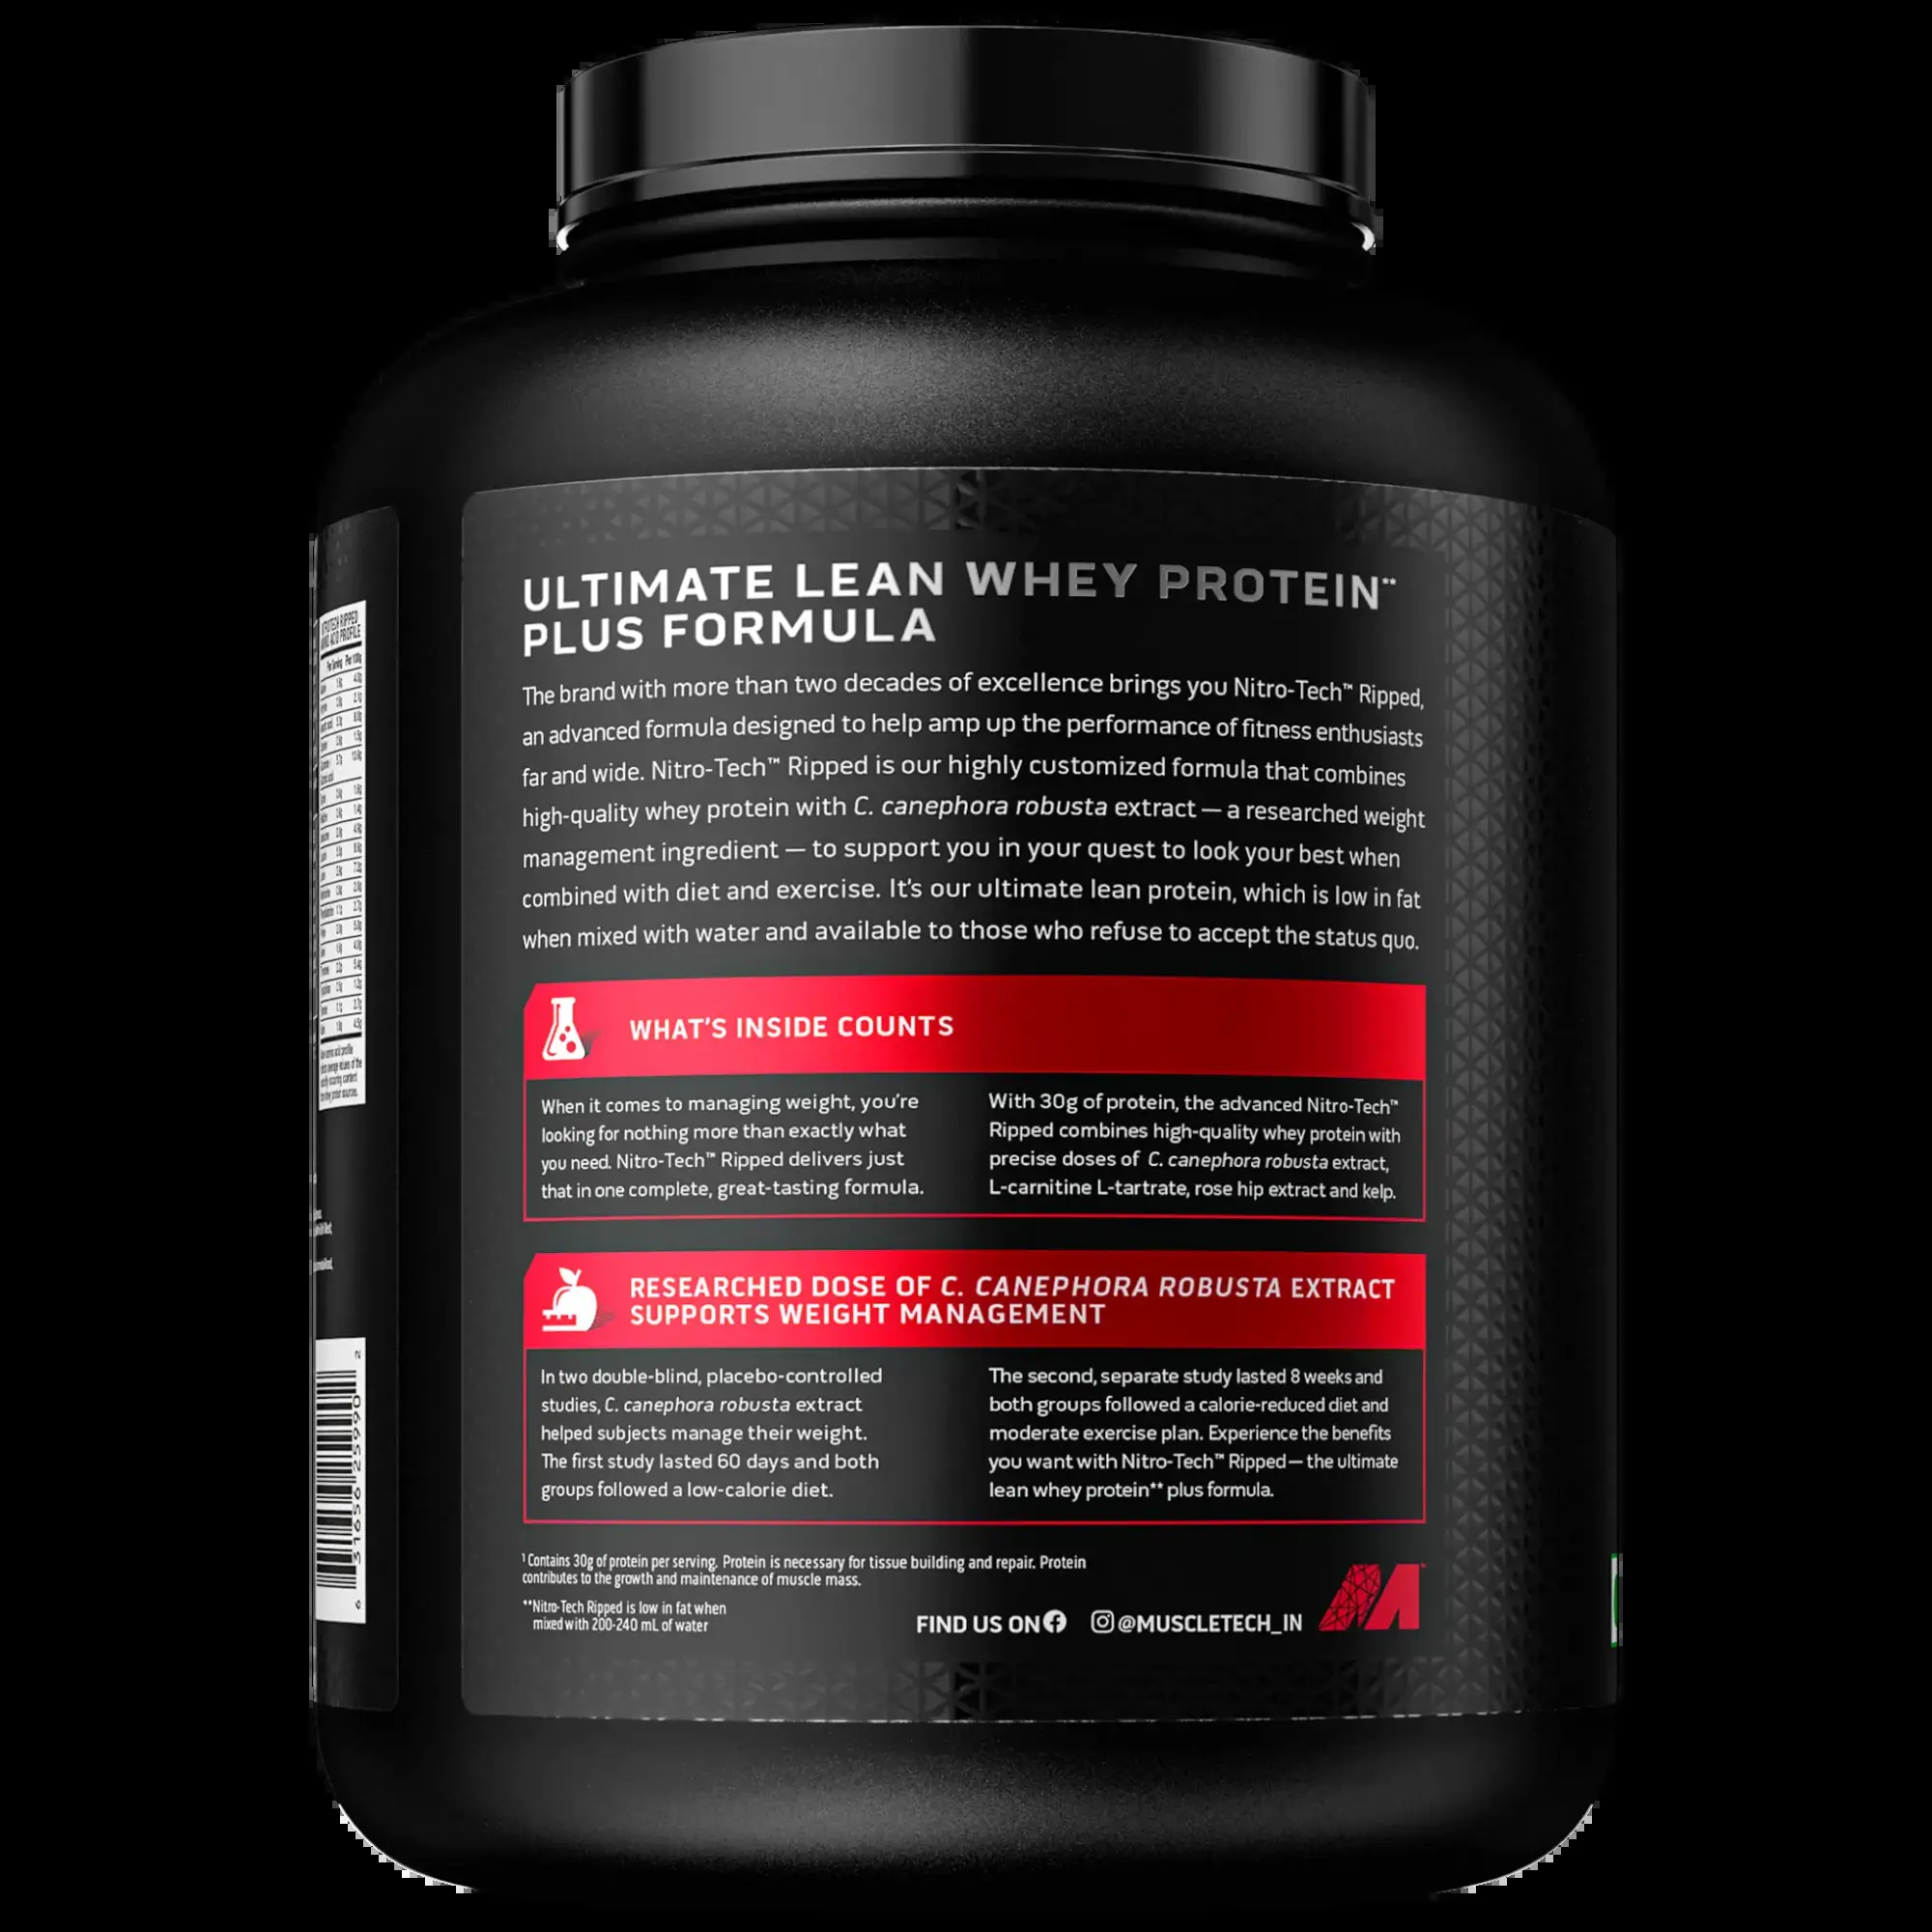 ULTIMATE LEAN WHEY PROTEIN**
PLUS FORMULA
The brand with more than two decades of excellence brings you Nitro-Tech™ Ripped,
an advanced formula designed to help amp up the performance of fitness enthusiasts
far and wide. Nitro-Tech™ Ripped is our highly customized formula that combines
high-quality whey protein with C. canephora robusta extract — a researched weight
management ingredient — to support you in your quest to look your best when
combined with diet and exercise. It's our ultimate lean protein, which is low in fat
when mixed with water and available to those who refuse to accept the status quo.
WHAT'S INSIDE COUNTS
When it comes to managing weight, you're
looking for nothing more than exactly what
you need. Nitro-Tech™ Ripped delivers just
that in one complete, great-tasting formula.
With 30g of protein, the advanced Nitro-Tech™
Ripped combines high-quality whey protein with
precise doses of C. canephora robusta extract,
L-carnitine L-tartrate, rose hip extract and kelp.
RESEARCHED DOSE OF C. CANEPHORA ROBUSTA EXTRACT
SUPPORTS WEIGHT MANAGEMENT
In two double-blind, placebo-controlled
studies, C. canephora robusta extract
helped subjects manage their weight.
The first study lasted 60 days and both
groups followed a low-calorie diet.
The second, separate study lasted 8 weeks and
both groups followed a calorie-reduced diet and
moderate exercise plan. Experience the benefits
you want with Nitro-Tech™ Ripped— the ultimate
lean whey protein** plus formula.
¹ Contains 30g of protein per serving. Protein is necessary for tissue building and repair. Protein
contributes to the growth and maintenance of muscle mass.
**Nitro-Tech Ripped is low in fat when
mixed with 200-240 mL of water
FIND US ON @MUSCLETECH_IN
Per Serving Per 100g
6 31656 25990 2